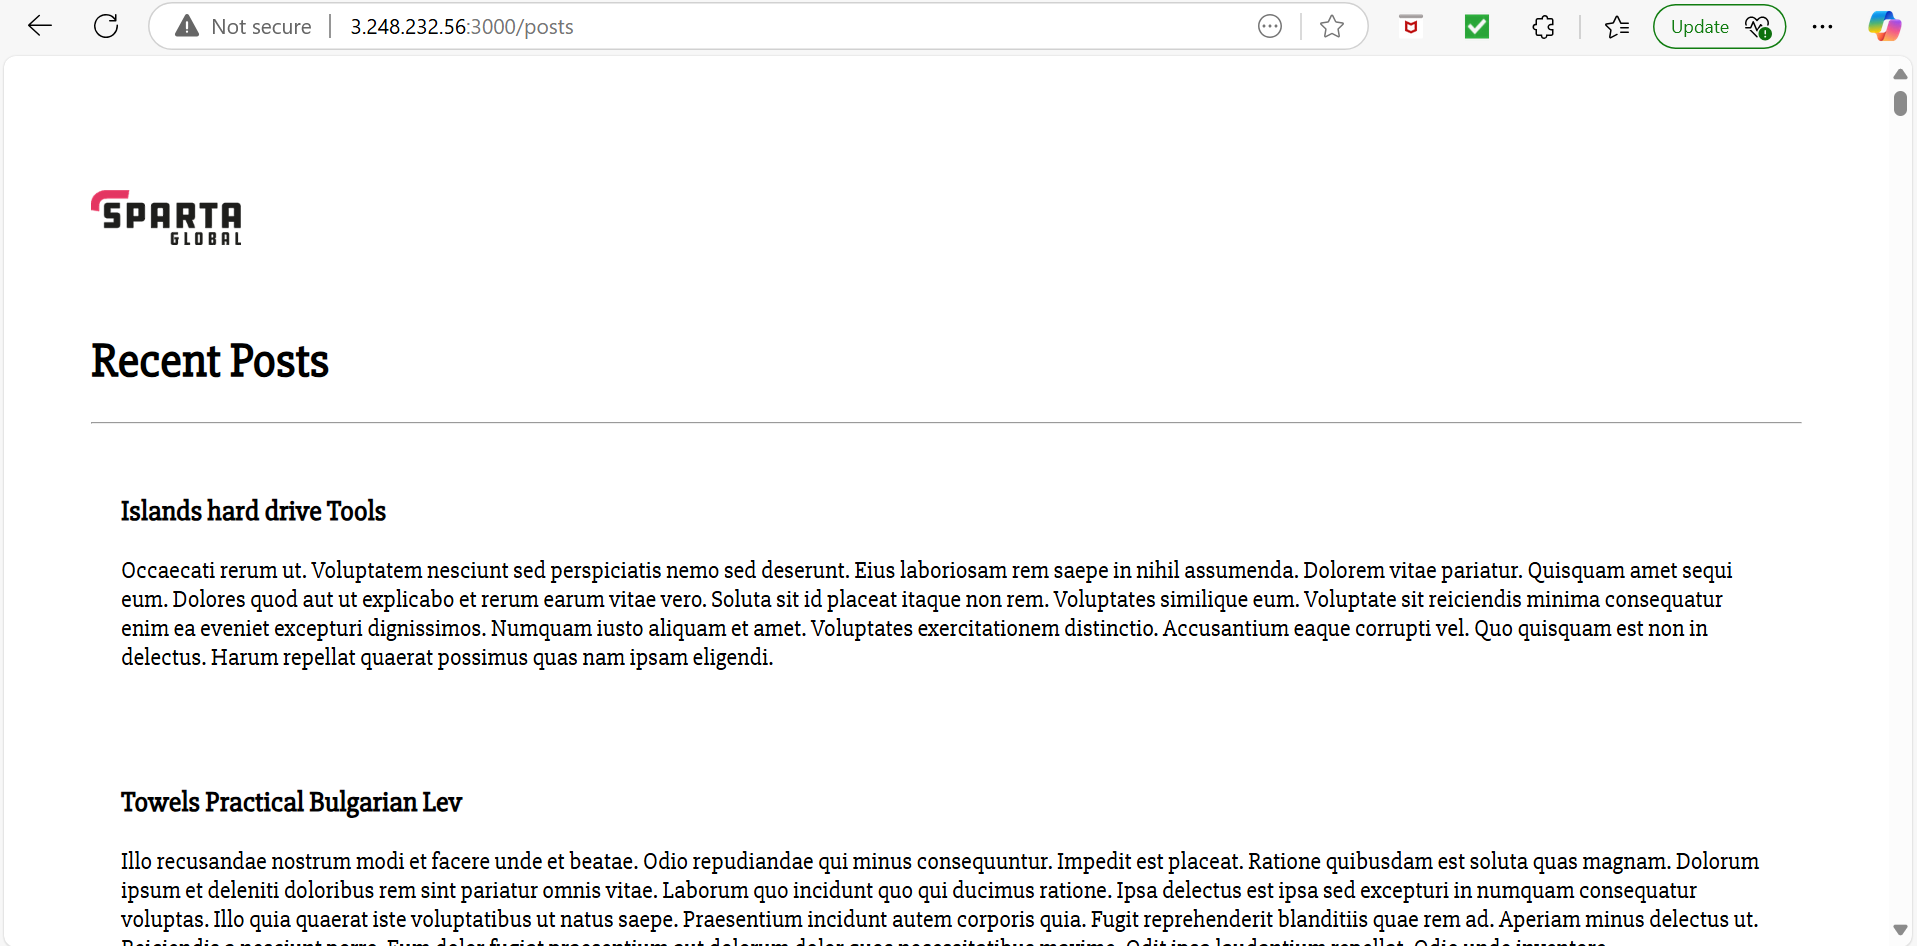 Not secure
3.248.232.56:3000/posts
Update
SPARTA
GLOBAL
Recent Posts
Islands hard drive Tools
Occaecati rerum ut. Voluptatem nesciunt sed perspiciatis nemo sed deserunt. Eius laboriosam rem saepe in nihil assumenda. Dolorem vitae pariatur. Quisquam amet sequi
eum. Dolores quod aut ut explicabo et rerum earum vitae vero. Soluta sit id placeat itaque non rem. Voluptates similique eum. Voluptate sit reiciendis minima consequatur
enim ea eveniet excepturi dignissimos. Numquam iusto aliquam et amet. Voluptates exercitationem distinctio. Accusantium eaque corrupti vel. Quo quisquam est non in
delectus. Harum repellat quaerat possimus quas nam ipsam eligendi.
Towels Practical Bulgarian Lev
Illo recusandae nostrum modi et facere unde et beatae. Odio repudiandae qui minus consequuntur. Impedit est placeat. Ratione quibusdam est soluta quas magnam. Dolorum
ipsum et deleniti doloribus rem sint pariatur omnis vitae. Laborum quo incidunt quo qui ducimus ratione. Ipsa delectus est ipsa sed excepturi in numquam consequatur
voluptas. Illo quia quaerat iste voluptatibus ut natus saepe. Praesentium incidunt autem corporis quia. Fugit reprehenderit blanditiis quae rem ad. Aperiam minus delectus ut.